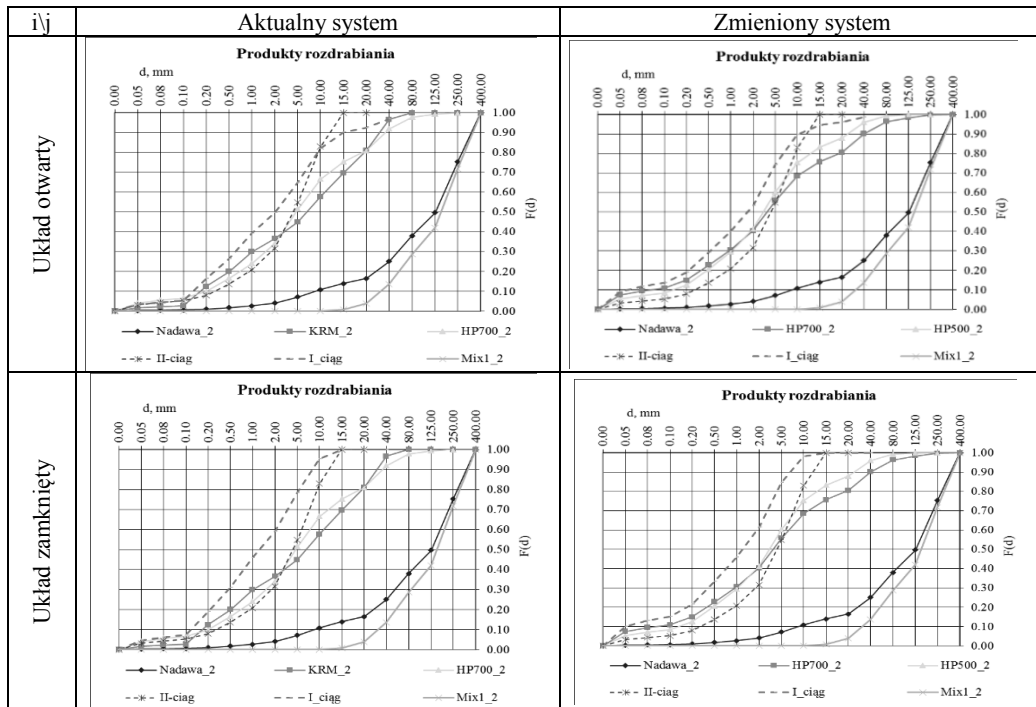 i\j Aktualny system Zmieniony system
Układ otwarty
Produkty rozdrabiania
d, mm
0.00 0.05 0.08 0.10 0.20 0.50 1.00 2.00 5.00 10.00 15.00 20.00 40.00 80.00 125.00 250.00 400.00
1.00
0.90
0.80
0.70
0.60
0.50
0.40
0.30
0.20
0.10
0.00
F(d)
Nadawa_2 KRM_2 HP700_2
II-ciag I_ciąg Mix1_2
Produkty rozdrabiania
d, mm
0.00 0.05 0.08 0.10 0.20 0.50 1.00 2.00 5.00 10.00 15.00 20.00 40.00 80.00 125.00 250.00 400.00
1.00
0.90
0.80
0.70
0.60
0.50
0.40
0.30
0.20
0.10
0.00
F(d)
Nadawa_2 HP700_2 HP500_2
II-ciag I_ciąg Mix1_2
Układ zamknięty
Produkty rozdrabiania
d, mm
0.00 0.05 0.08 0.10 0.20 0.50 1.00 2.00 5.00 10.00 15.00 20.00 40.00 80.00 125.00 250.00 400.00
1.00
0.90
0.80
0.70
0.60
0.50
0.40
0.30
0.20
0.10
0.00
F(d)
Nadawa_2 KRM_2 HP700_2
II-ciag I_ciąg Mix1_2
Produkty rozdrabiania
d, mm
0.00 0.05 0.08 0.10 0.20 0.50 1.00 2.00 5.00 10.00 15.00 20.00 40.00 80.00 125.00 250.00 400.00
1.00
0.90
0.80
0.70
0.60
0.50
0.40
0.30
0.20
0.10
0.00
F(d)
Nadawa_2 HP700_2 HP500_2
II-ciag I_ciąg Mix1_2